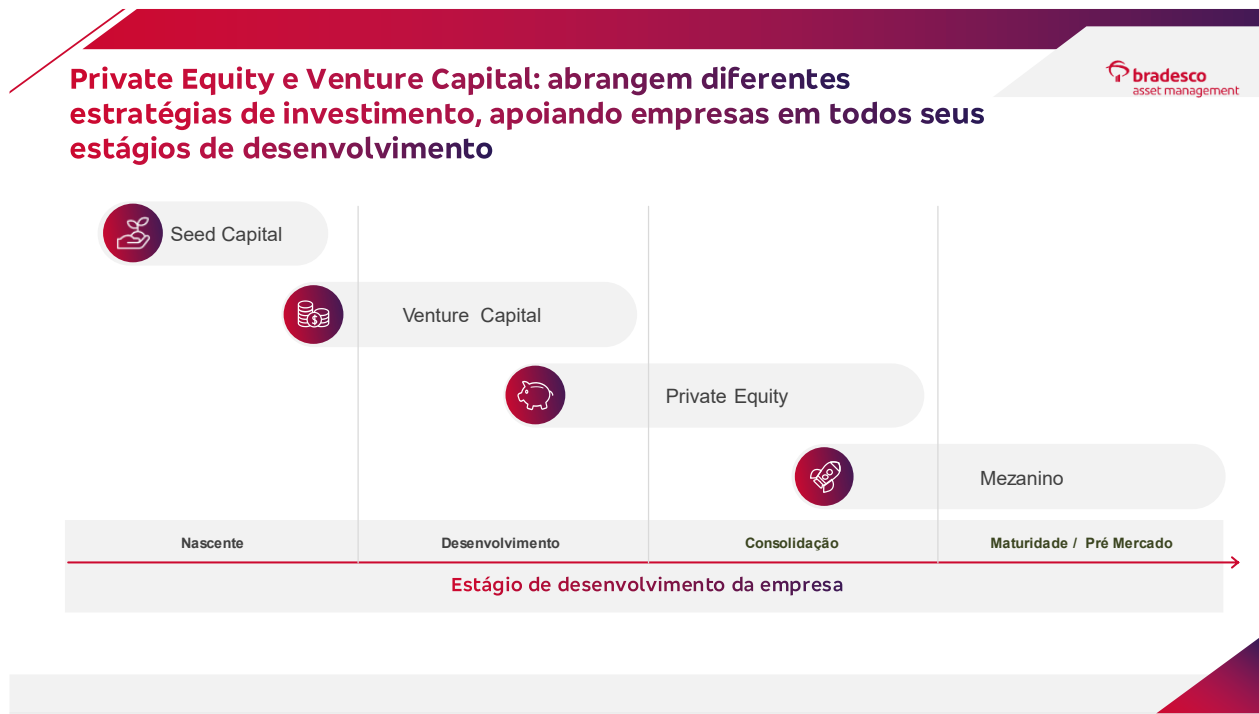 Private Equity e Venture Capital: abrangem diferentes
estratégias de investimento, apoiando empresas em todos seus
estágios de desenvolvimento
bradesco
asset management
Seed Capital
Venture Capital
$
Private Equity
Mezanino
Nascente
Desenvolvimento
Consolidação
Maturidade / Pré Mercado
Estágio de desenvolvimento da empresa